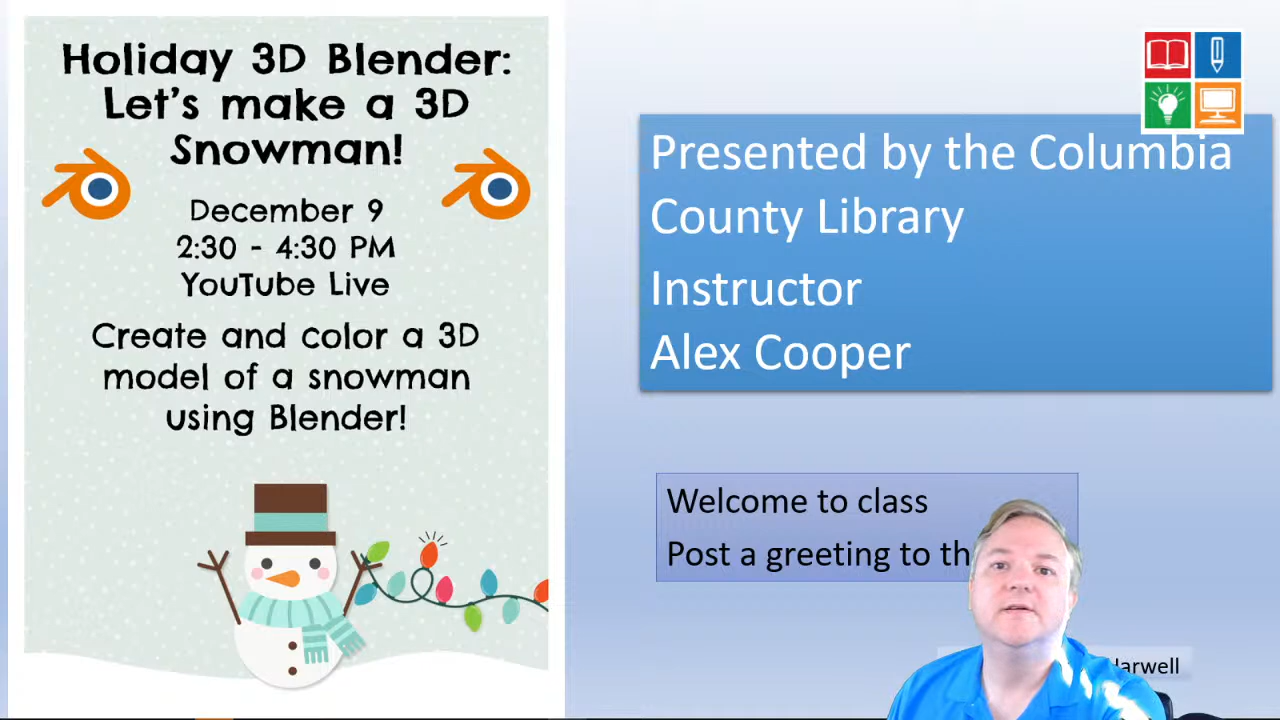 Holiday 3D Blender:
Let's make a 3D
Snowman!
December 9
2:30 - 4:30 PM
YouTube Live
Create and color a 3D
model of a snowman
using Blender!
Presented by the Columbia
County Library
Instructor
Alex Cooper
Welcome to class
Post a greeting to